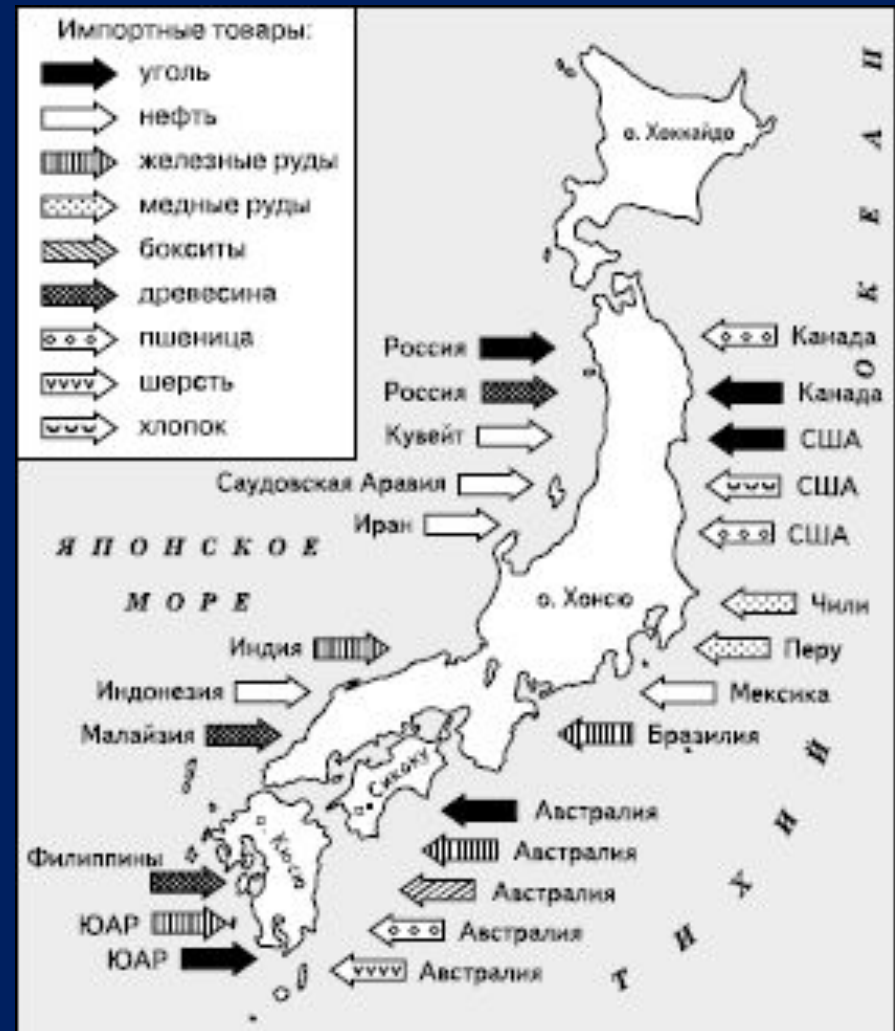 Импортные товары:
уголь
нефть
железные руды
медные руды
бокситы
древесина
пшеница
шерсть
хлопок
о. Хоккайдо
Россия
Канада
Россия
Канада
Кувейт
США
Саудовская Аравия
США
Иран
США
ЯПОНСКОЕ
МОРЕ
о. Хонсю
Чили
Индия
Перу
Индонезия
Мексика
Малайзия
Бразилия
Сикоку
Австралия
Кюсю
Австралия
Филиппины
Австралия
ЮАР
Австралия
ЮАР
Австралия
ТИХИЙ
ОКЕАН